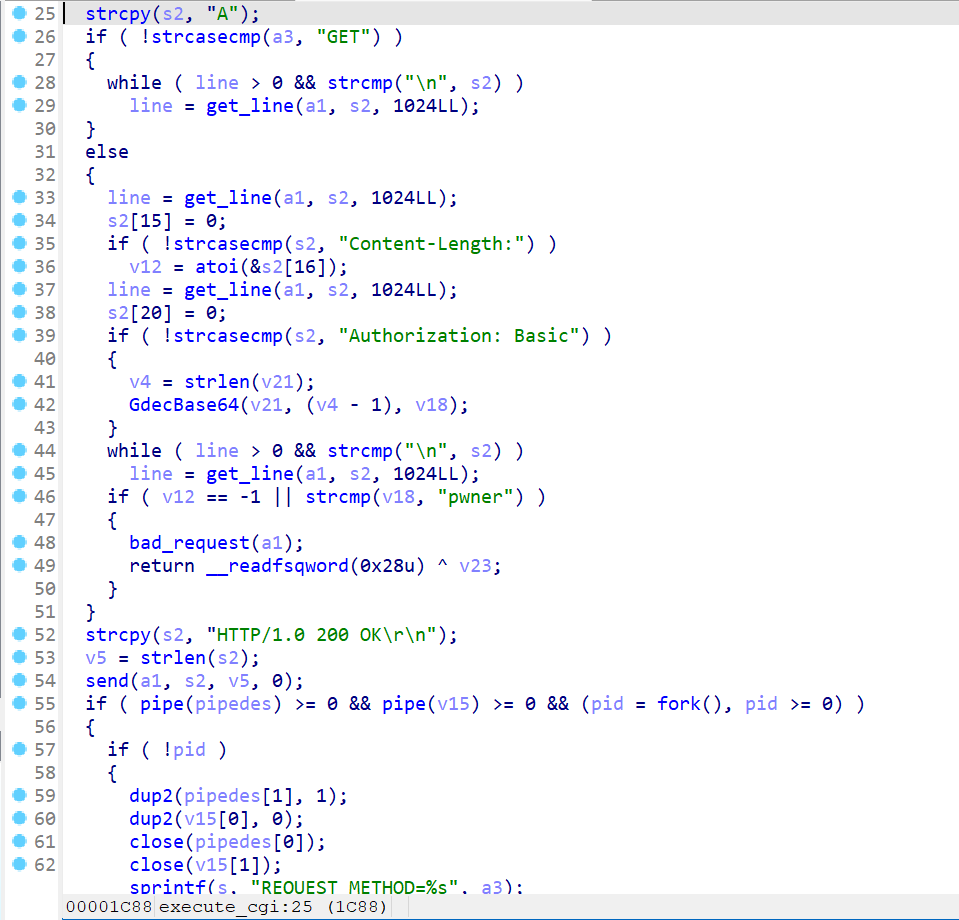 25 strcpy(s2, "A");
26 if ( !strcasecmp(a3, "GET") )
27 {
28 while ( line > 0 && strcmp("\n", s2) )
29 line = get_line(a1, s2, 1024LL);
30 }
31 else
32 {
33 line = get_line(a1, s2, 1024LL);
34 s2[15] = 0;
35 if ( !strcasecmp(s2, "Content-Length:") )
36 v12 = atoi(&s2[16]);
37 line = get_line(a1, s2, 1024LL);
38 s2[20] = 0;
39 if ( !strcasecmp(s2, "Authorization: Basic") )
40 {
41 v4 = strlen(v21);
42 GdecBase64(v21, (v4 - 1), v18);
43 }
44 while ( line > 0 && strcmp("\n", s2) )
45 line = get_line(a1, s2, 1024LL);
46 if ( v12 == -1 || strcmp(v18, "pwner") )
47 {
48 bad_request(a1);
49 return __readfsqword(0x28u) ^ v23;
50 }
51 }
52 strcpy(s2, "HTTP/1.0 200 OK\r\n");
53 v5 = strlen(s2);
54 send(a1, s2, v5, 0);
55 if ( pipe(pipedes) >= 0 && pipe(v15) >= 0 && (pid = fork(), pid >= 0) )
56 {
57 if ( !pid )
58 {
59 dup2(pipedes[1], 1);
60 dup2(v15[0], 0);
61 close(pipedes[0]);
62 close(v15[1]);
sprintf(s, "REQUEST_METHOD=%s", a3);
00001C88 execute_cgi:25 (1C88)